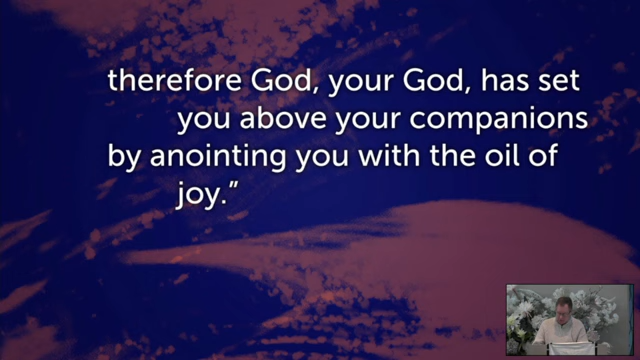 therefore God, your God, has set
you above your companions
by anointing you with the oil of
joy.”